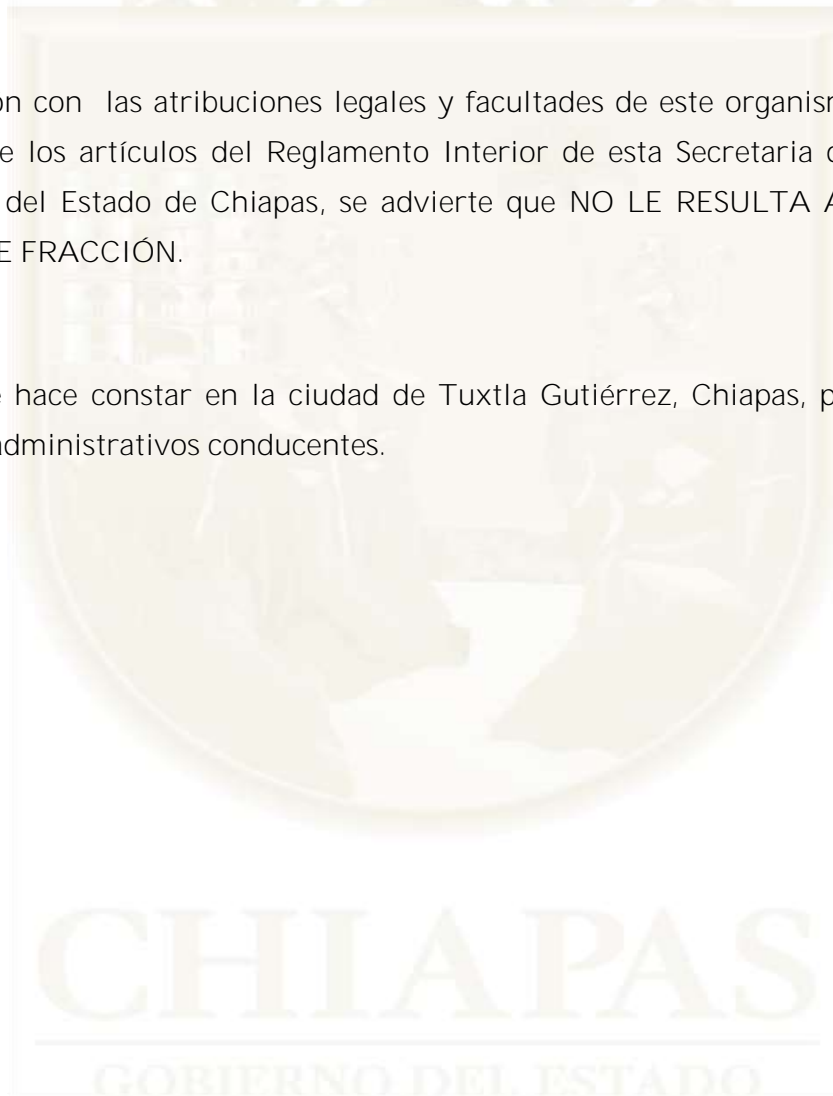 ón con las atribuciones legales y facultades de este organism
e los artículos del Reglamento Interior de esta Secretaria
del Estado de Chiapas, se advierte que NO LE RESULTA A
E FRACCIÓN.
e hace constar en la ciudad de Tuxtla Gutiérrez, Chiapas, p
administrativos conducentes.
CHIAPAS
GOBIERNO DEL ESTADO